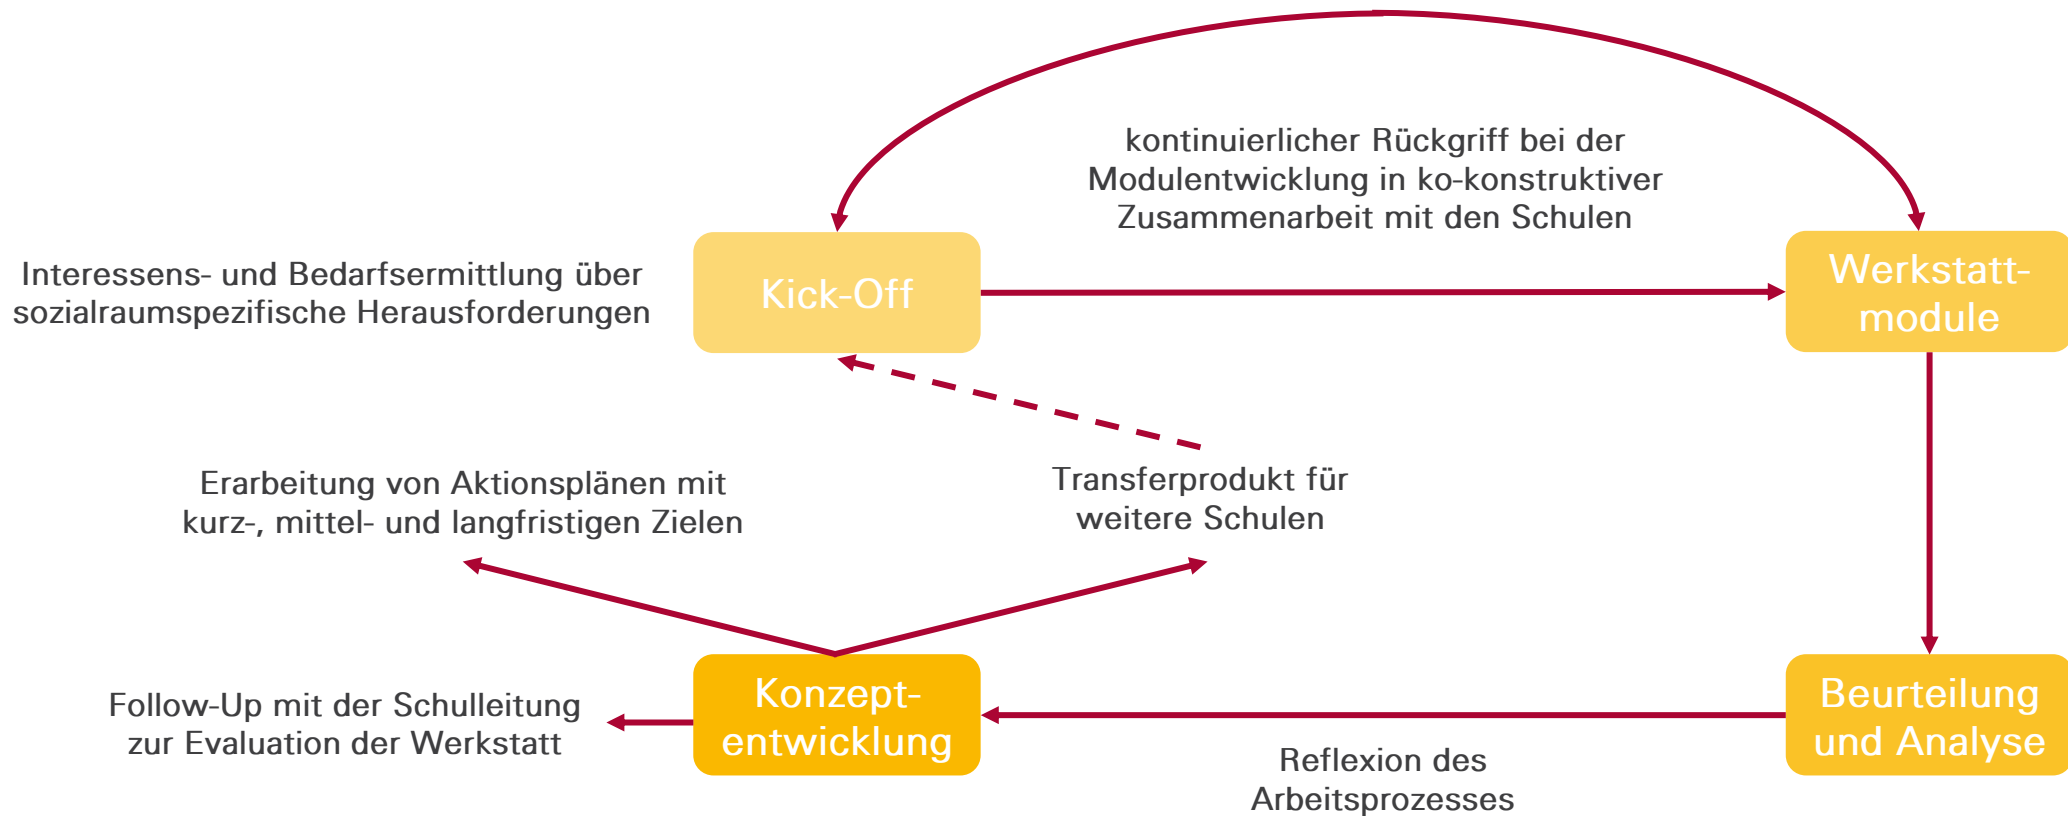 kontinuierlicher Rückgriff bei der
Modulentwicklung in ko-konstruktiver
Zusammenarbeit mit den Schulen
Interessens- und Bedarfsermittlung über
sozialraumspezifische Herausforderungen
Kick-Off
Werkstatt-
module
Erarbeitung von Aktionsplänen mit
kurz-, mittel- und langfristigen Zielen
Transferprodukt für
weitere Schulen
Follow-Up mit der Schulleitung
zur Evaluation der Werkstatt
Konzept-
entwicklung
Beurteilung
und Analyse
Reflexion des
Arbeitsprozesses